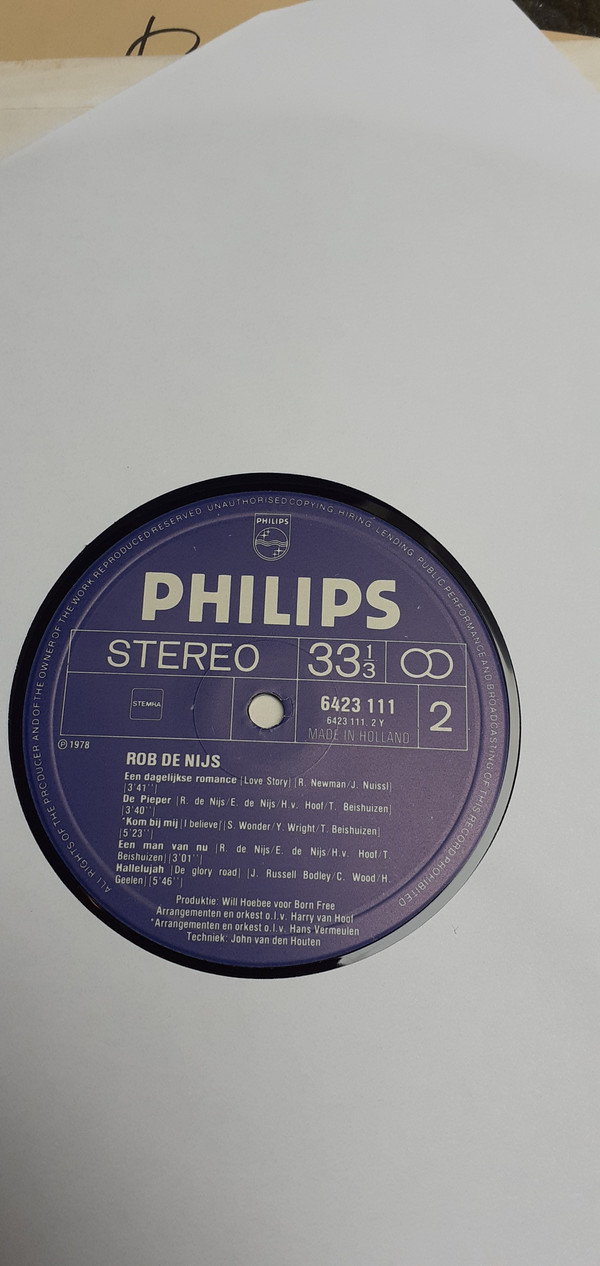 ALL RIGHTS OF THE PRODUCER AND OF THE OWNER OF THE WORK REPRODUCED RESERVED. UNAUTHORISED COPYING, HIRING, LENDING, PUBLIC PERFORMANCE AND BROADCASTING OF THIS RECORD PROHIBITED
PHILIPS
PHILIPS
STEREO 33 1/3
STEMRA 6423 111 2
6423 111. 2 Y
MADE IN HOLLAND
℗ 1978
ROB DE NIJS
Een dagelijkse romance |Love Story| |R. Newman/J. Nuissl|
|3'41''|
De Pieper |R. de Nijs/E. de Nijs/H.v. Hoof/T. Beishuizen|
|3'40''|
*Kom bij mij |I believe| |S. Wonder/Y. Wright/T. Beishuizen|
|5'23''|
Een man van nu |R. de Nijs/E. de Nijs/H.v. Hoof/T.
Beishuizen| |3'01''|
Hallelujah |De glory road| |J. Russell Bodley/C. Wood/H.
Geelen| |5'46''|
Produktie: Will Hoebee voor Born Free
Arrangementen en orkest o.l.v. Harry van Hoof
*Arrangementen en orkest o.l.v. Hans Vermeulen
Techniek: John van den Houten